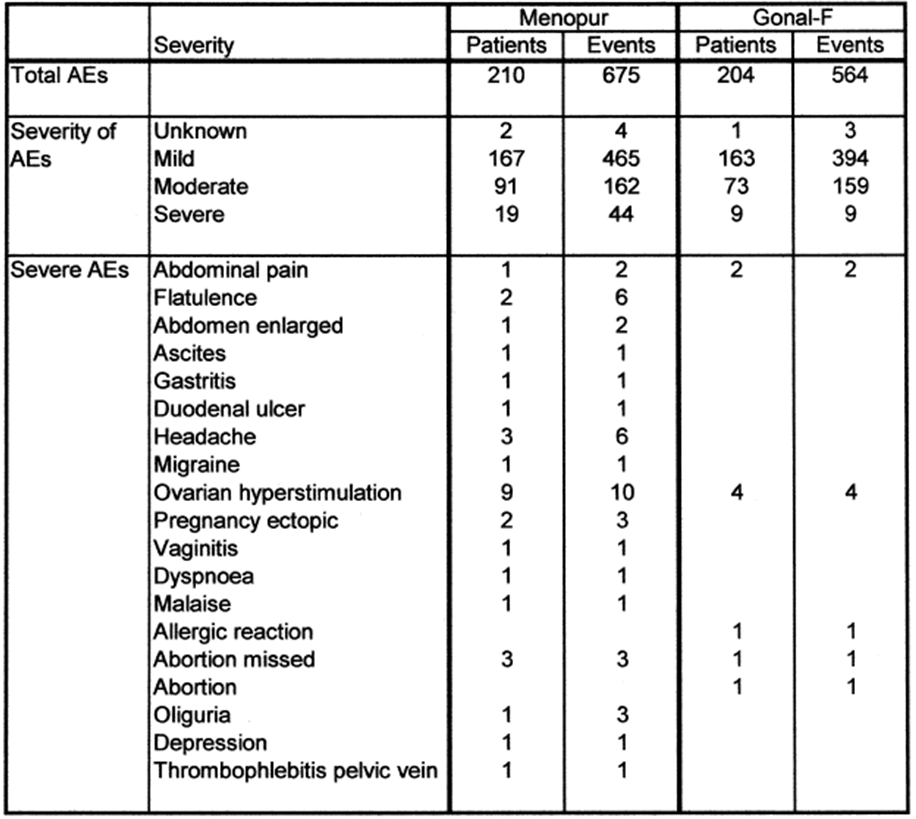 Menopur Gonal-F
Severity Patients Events Patients Events
Total AEs 210 675 204 564
Severity of Unknown 2 4 1 3
AEs Mild 167 465 163 394
Moderate 91 162 73 159
Severe 19 44 9 9
Severe AEs Abdominal pain 1 2 2 2
Flatulence 2 6
Abdomen enlarged 1 2
Ascites 1 1
Gastritis 1 1
Duodenal ulcer 1 1
Headache 3 6
Migraine 1 1
Ovarian hyperstimulation 9 10 4 4
Pregnancy ectopic 2 3
Vaginitis 1 1
Dyspnoea 1 1
Malaise 1 1
Allergic reaction 1 1
Abortion missed 3 3 1 1
Abortion 1 1
Oliguria 1 3
Depression 1 1
Thrombophlebitis pelvic vein 1 1